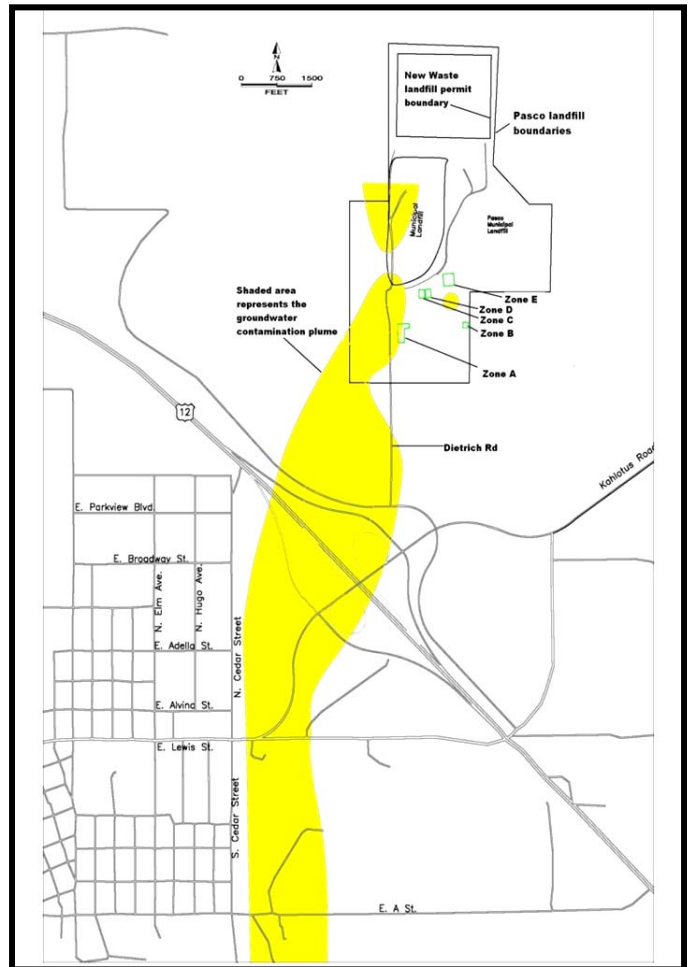 N
0 750 1500
FEET
New Waste
landfill permit
boundary
Pasco landfill
boundaries
Municipal
Landfill
Pasco
Municipal
Landfill
Shaded area
represents the
groundwater
contamination plume
Zone E
Zone D
Zone C
Zone B
Zone A
12
Dietrich Rd
Kahlotus Road
E. Parkview Blvd.
E. Broadway St.
N. Elm Ave.
N. Hugo Ave.
E. Adella St.
N. Cedar Street
E. Alvina St.
E. Lewis St.
S. Cedar Street
E. A St.